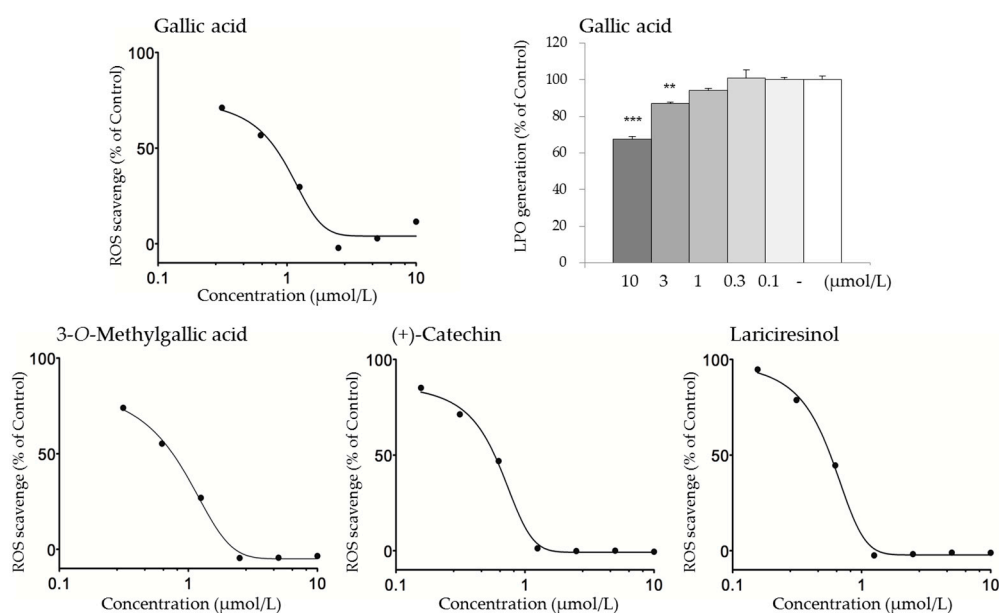 Gallic acid
ROS scavenge (% of Control)
100
50
0
0.1
1
10
Concentration (μmol/L)
Gallic acid
LPO generation (% of Control)
120
100
80
60
40
20
0
***
**
10 3 1 0.3 0.1 - (μmol/L)
3-O-Methylgallic acid
ROS scavenge (% of Control)
100
50
0
0.1
1
10
Concentration (μmol/L)
(+)-Catechin
ROS scavenge (% of Control)
100
50
0
0.1
1
10
Concentration (μmol/L)
Lariciresinol
ROS scavenge (% of Control)
100
50
0
0.1
1
10
Concentration (μmol/L)